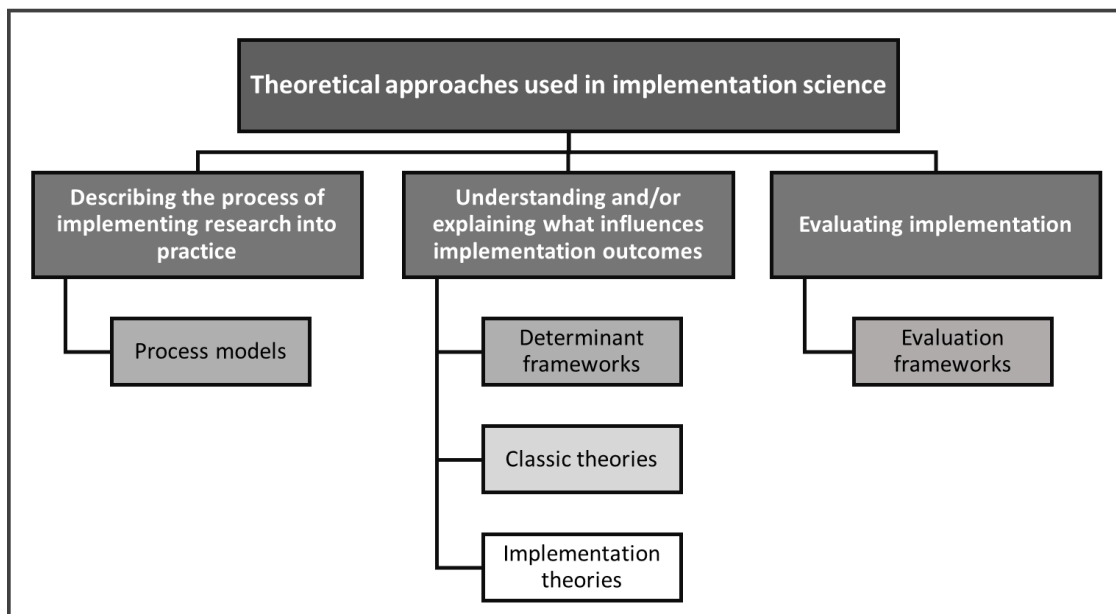 Theoretical approaches used in implementation science
Describing the process of
implementing research into
practice
Understanding and/or
explaining what influences
implementation outcomes
Evaluating implementation
Process models
Determinant
frameworks
Classic theories
Implementation
theories
Evaluation
frameworks